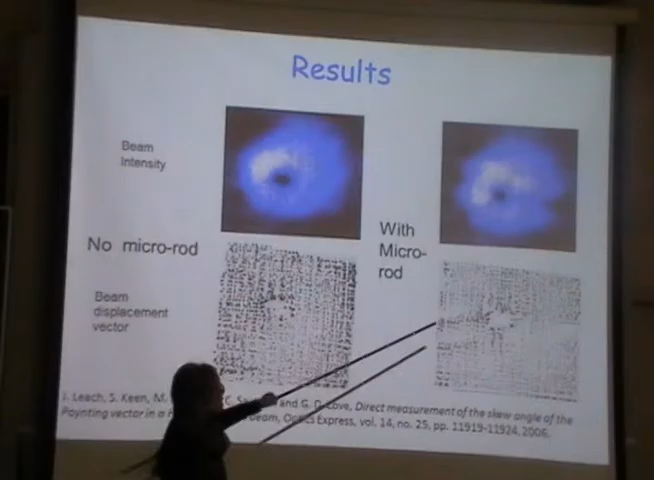 Results
Beam
Intensity
No micro-rod
With
Micro-
rod
Beam
displacement
vector
J. Leach, S. Keen, M. and G. D. Love, Direct measurement of the skew angle of the
Poynting vector in a beam, Optics Express, vol. 14, no. 25, pp. 11919-11924, 2006.